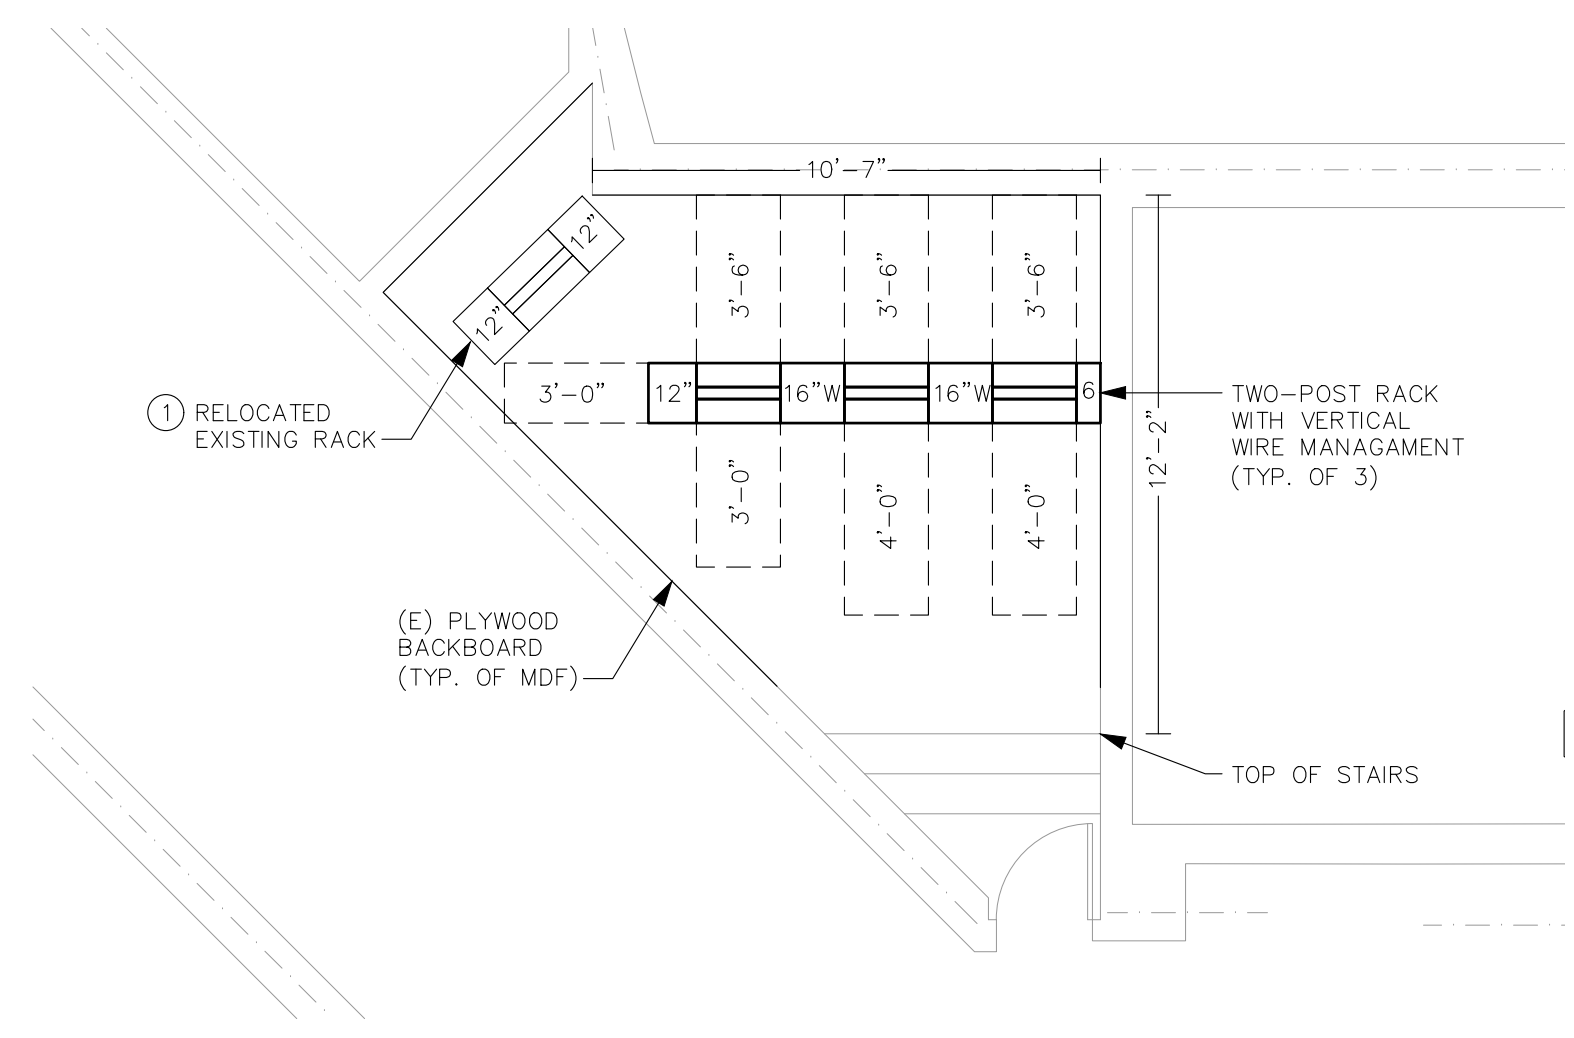 10'-7"
12"
12"
3'-6"
3'-6"
3'-6"
3'-0"
12"
16"W
16"W
6
1 RELOCATED
EXISTING RACK
TWO-POST RACK
WITH VERTICAL
WIRE MANAGAMENT
(TYP. OF 3)
12'-2"
3'-0"
4'-0"
4'-0"
(E) PLYWOOD
BACKBOARD
(TYP. OF MDF)
TOP OF STAIRS